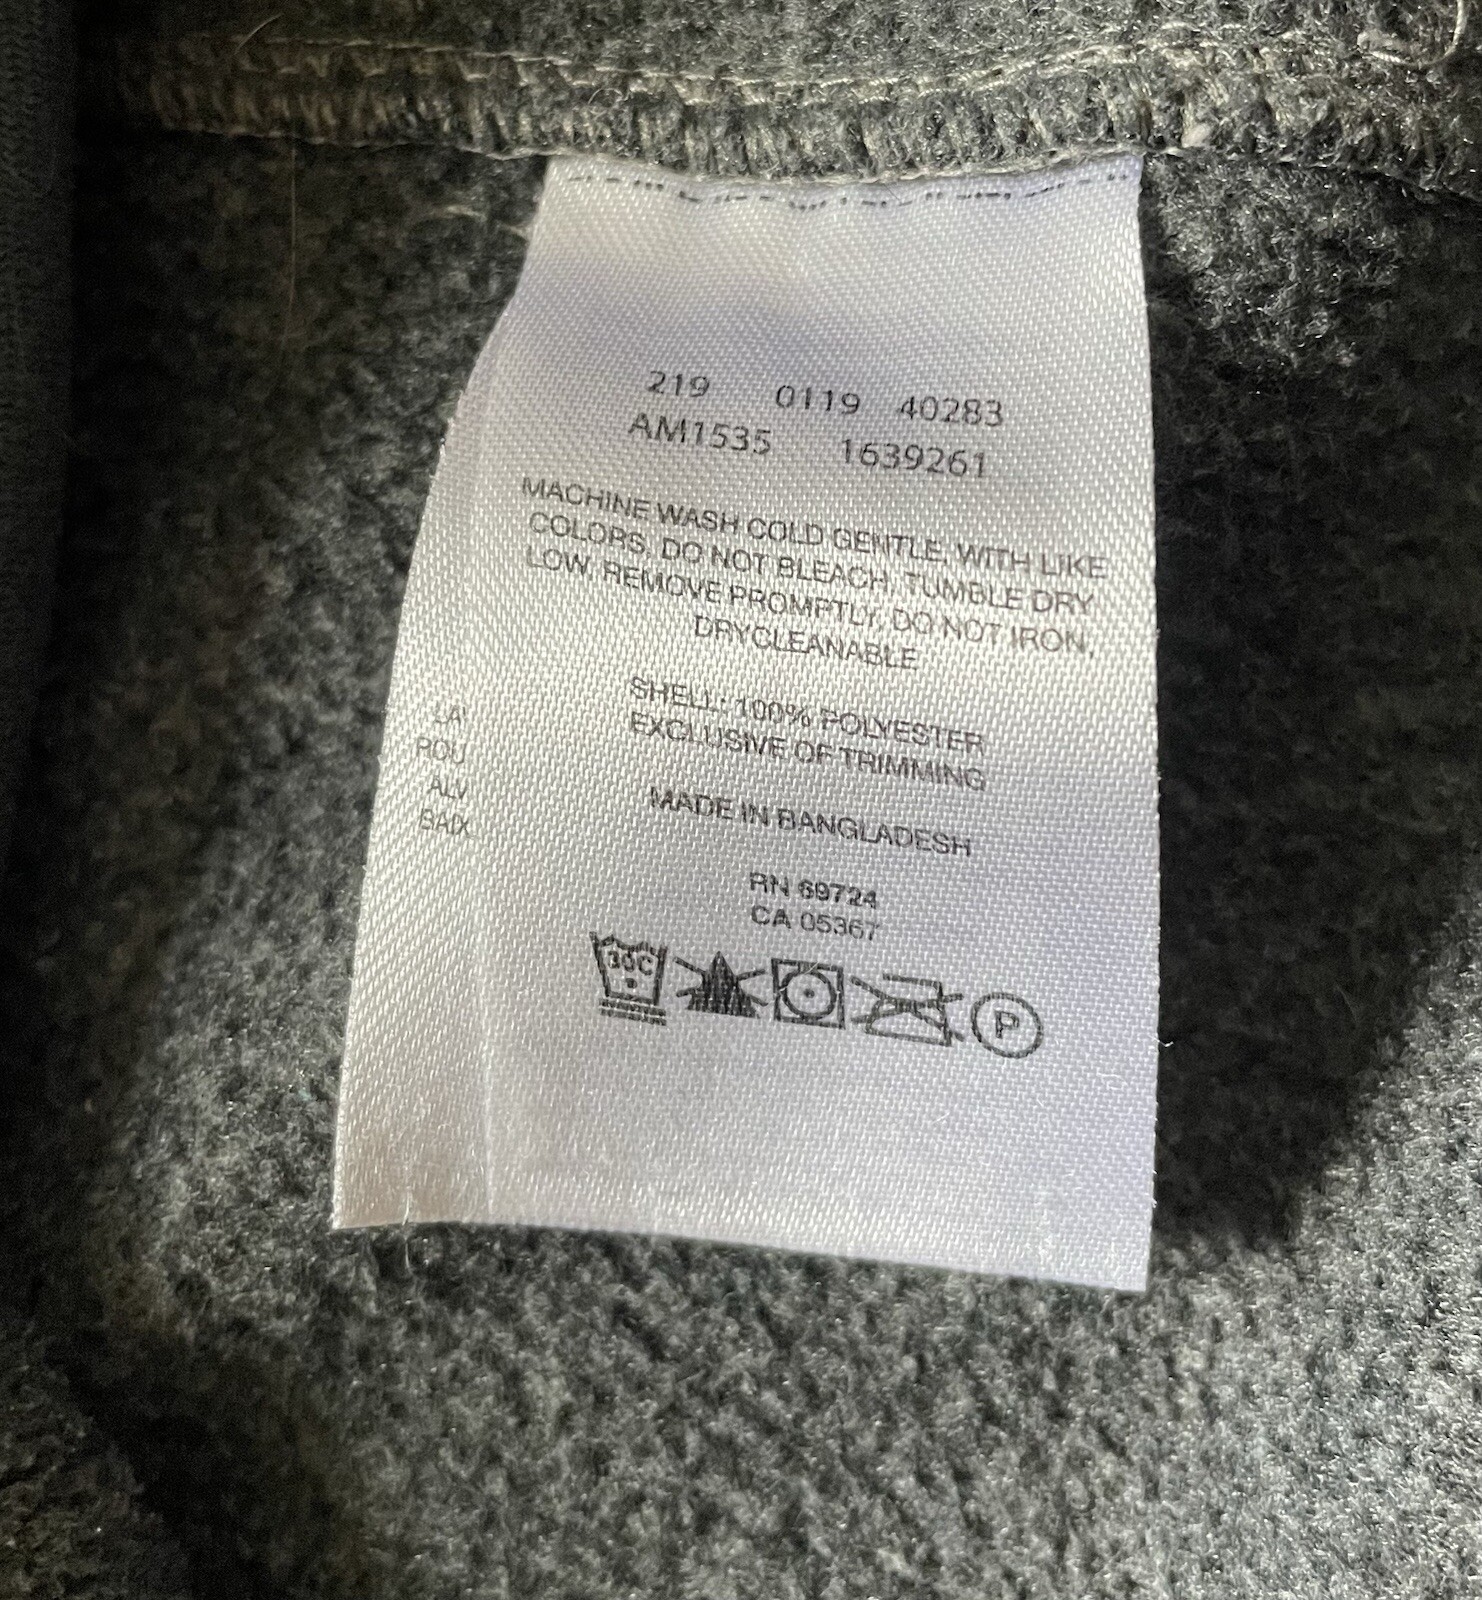 219 0119 40283
AM1535 1639261
MACHINE WASH COLD GENTLE, WITH LIKE
COLORS, DO NOT BLEACH, TUMBLE DRY
LOW, REMOVE PROMPTLY, DO NOT IRON,
DRYCLEANABLE
SHELL: 100% POLYESTER
EXCLUSIVE OF TRIMMING
MADE IN BANGLADESH
RN 69724
CA 05367
30C
P
ROU
BAIX